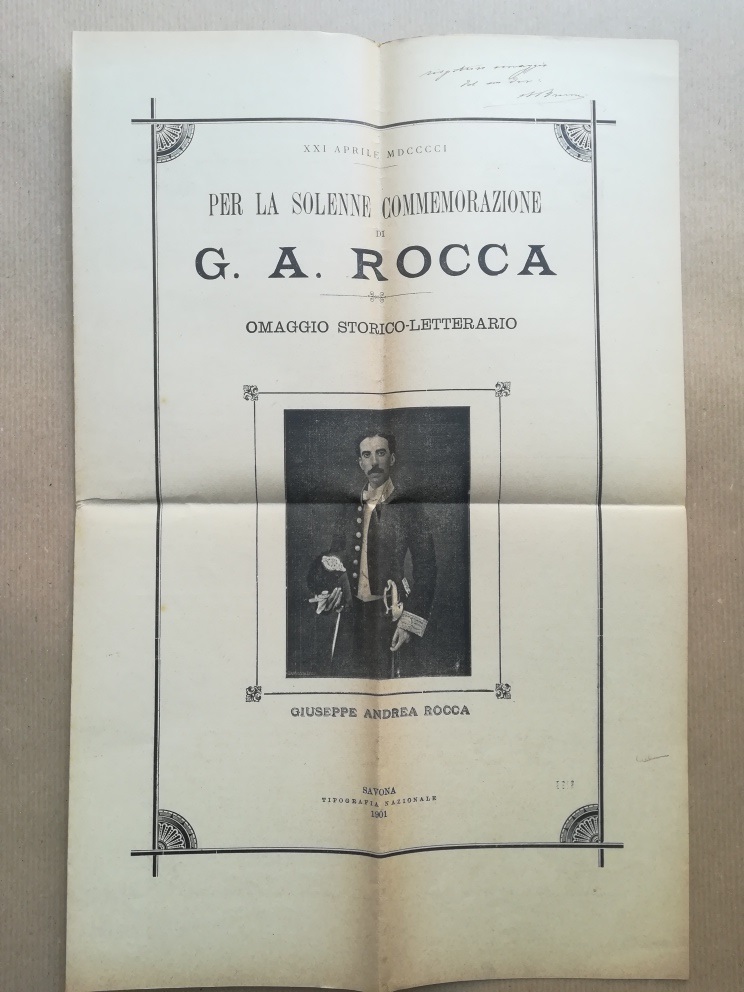 omaggio
XXI APRILE MDCCCCI
PER LA SOLENNE COMMEMORAZIONE
DI
G. A. ROCCA
OMAGGIO STORICO-LETTERARIO
GIUSEPPE ANDREA ROCCA
SAVONA
TIPOGRAFIA NAZIONALE
1901